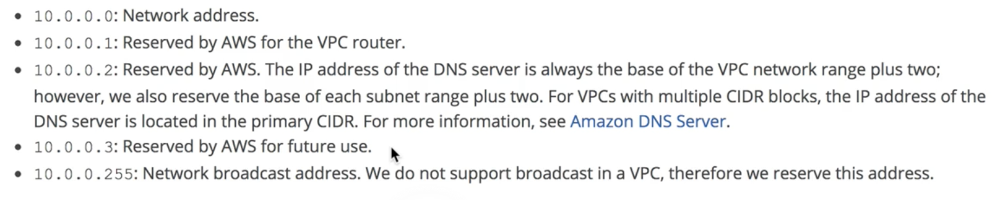 • 10.0.0.0: Network address.
• 10.0.0.1: Reserved by AWS for the VPC router.
• 10.0.0.2: Reserved by AWS. The IP address of the DNS server is always the base of the VPC network range plus two;
however, we also reserve the base of each subnet range plus two. For VPCs with multiple CIDR blocks, the IP address of the
DNS server is located in the primary CIDR. For more information, see Amazon DNS Server.
• 10.0.0.3: Reserved by AWS for future use.
• 10.0.0.255: Network broadcast address. We do not support broadcast in a VPC, therefore we reserve this address.